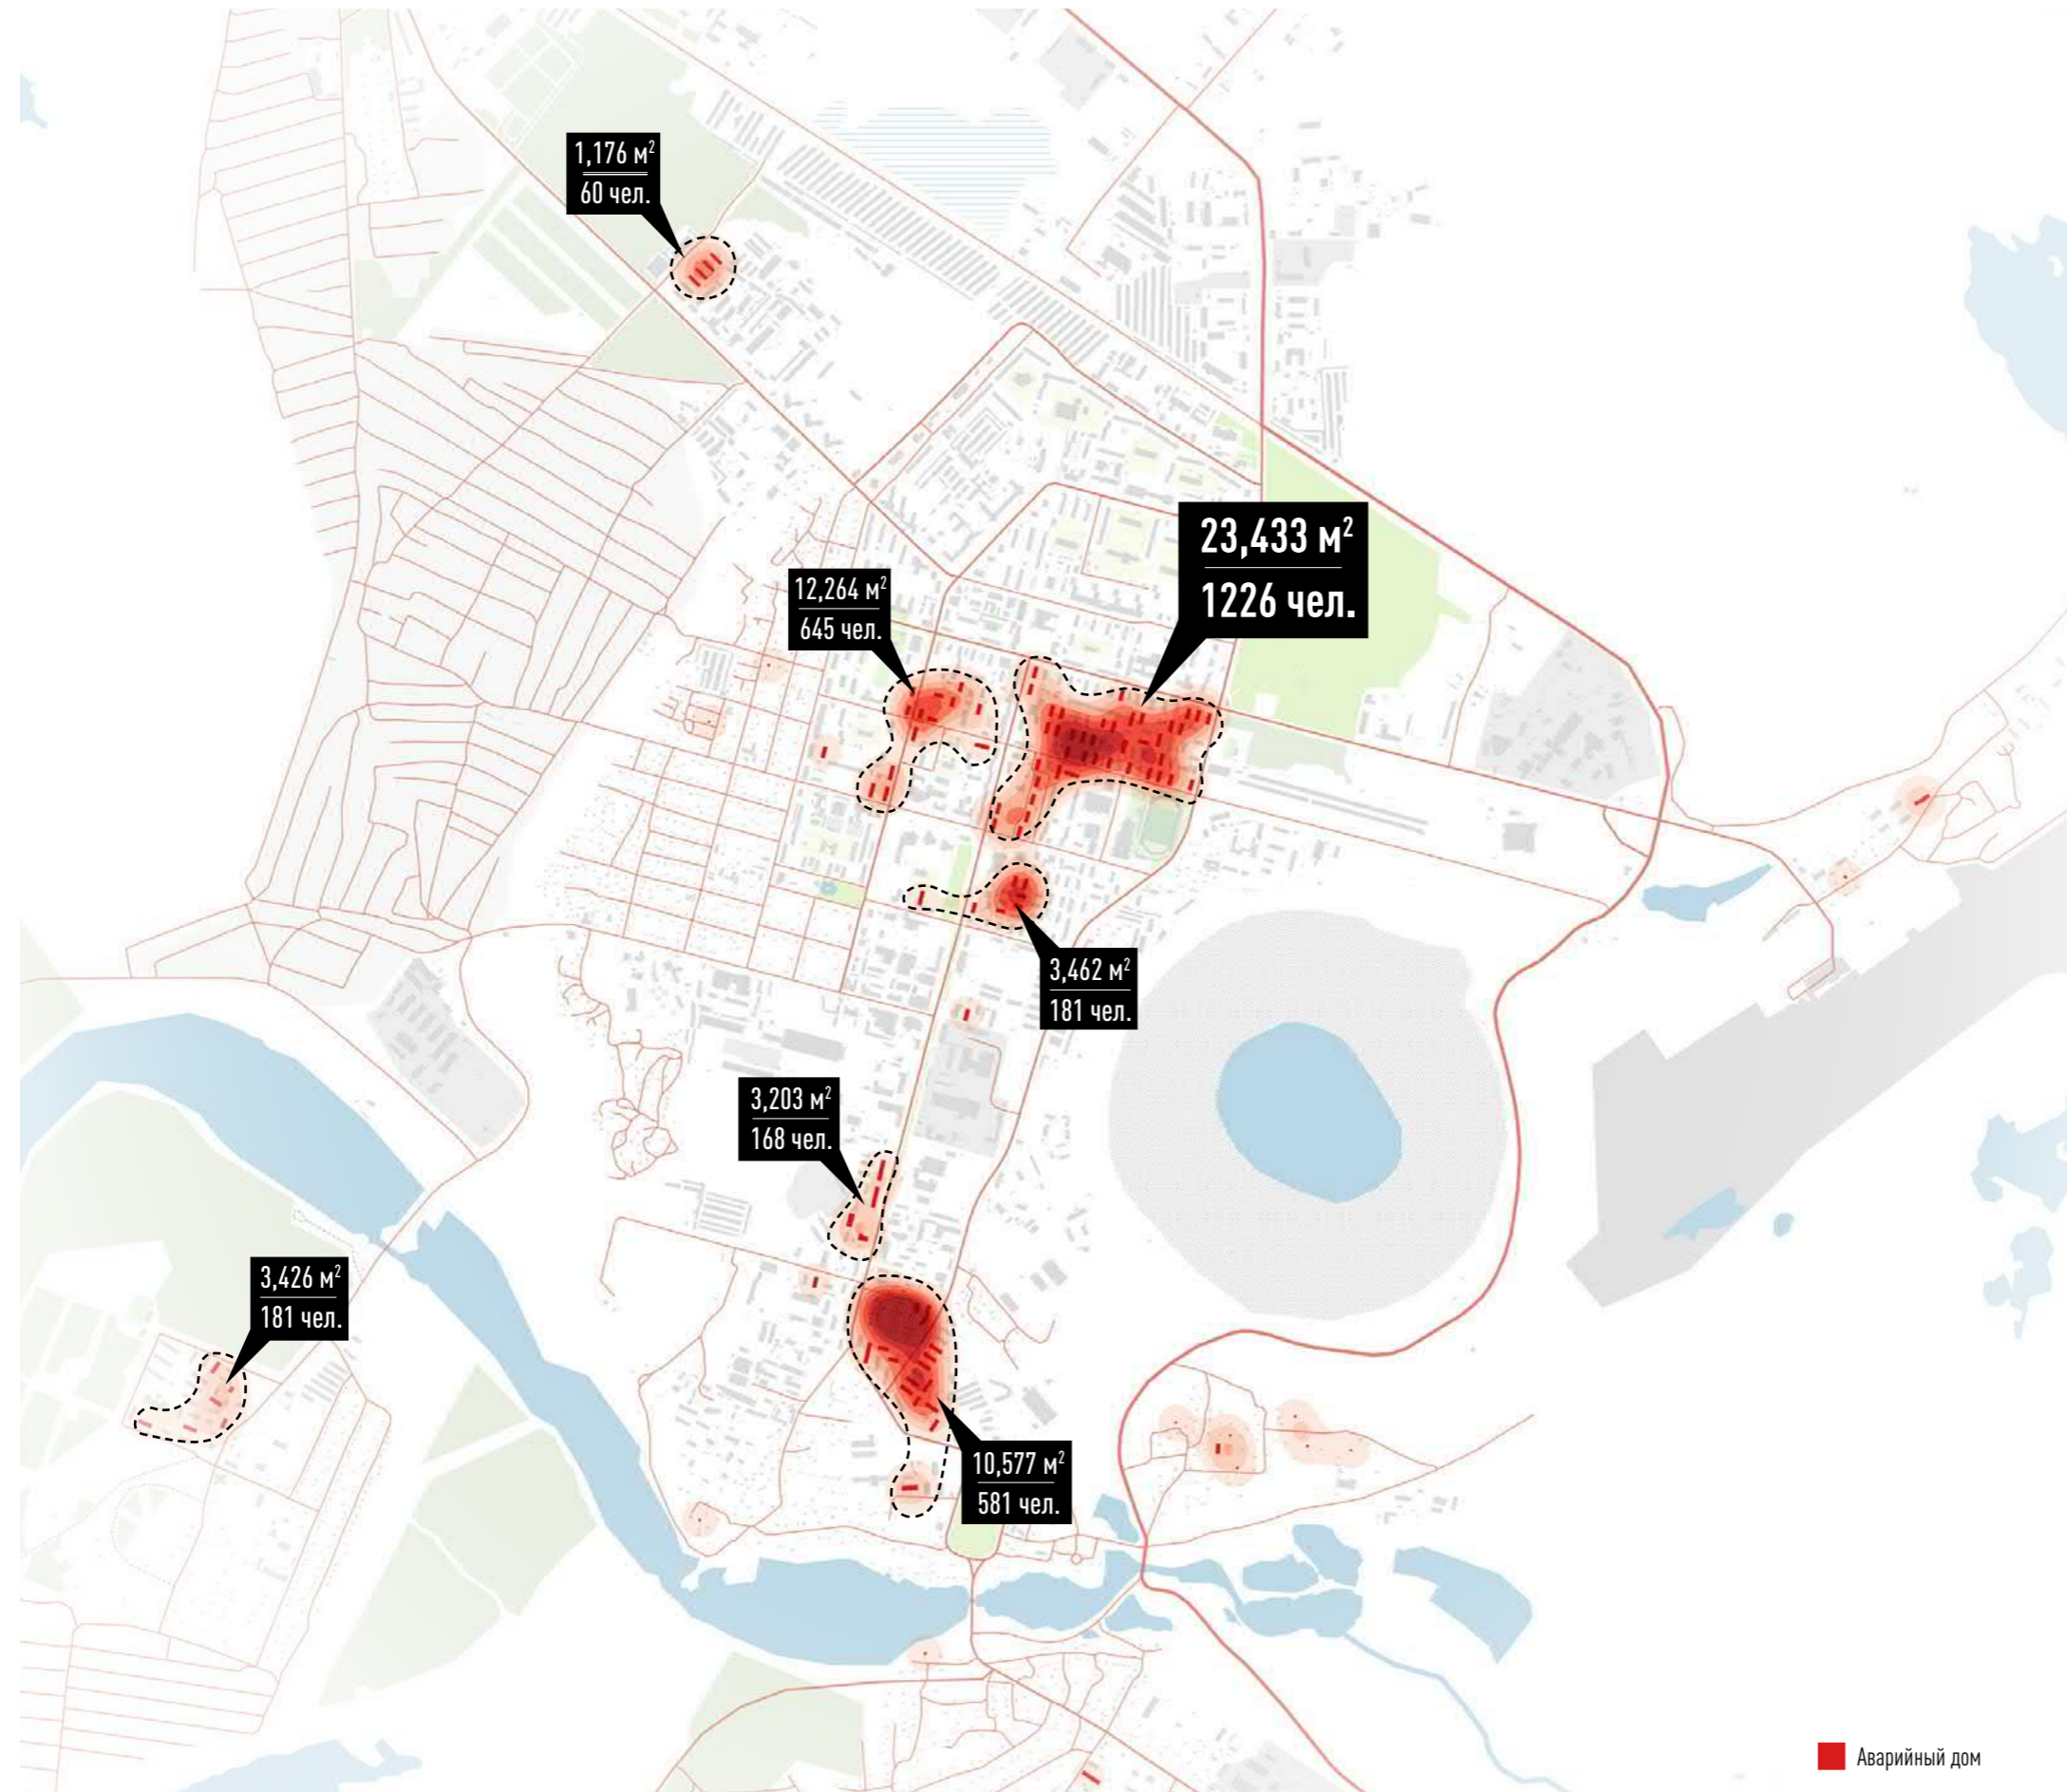 1,176 м²
60 чел.
23,433 м²
1226 чел.
12,264 м²
645 чел.
3,462 м²
181 чел.
3,203 м²
168 чел.
3,426 м²
181 чел.
10,577 м²
581 чел.
Аварийный дом